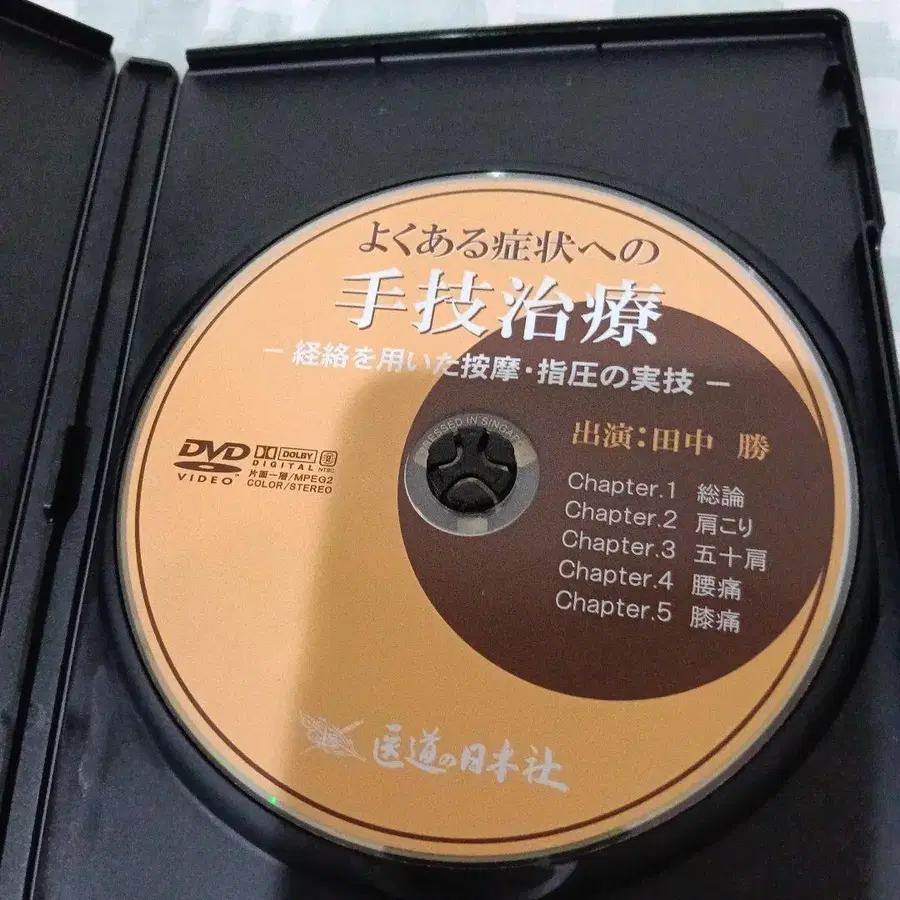 よくある症状への
手技治療
－経絡を用いた按摩・指圧の実技－
出演：田中 勝
Chapter.1 総論
Chapter.2 肩こり
Chapter.3 五十肩
Chapter.4 腰痛
Chapter.5 膝痛
DVD
VIDEO
DOLBY
DIGITAL
NTSC
片面一層/MPEG2
COLOR/STEREO
医道の日本社